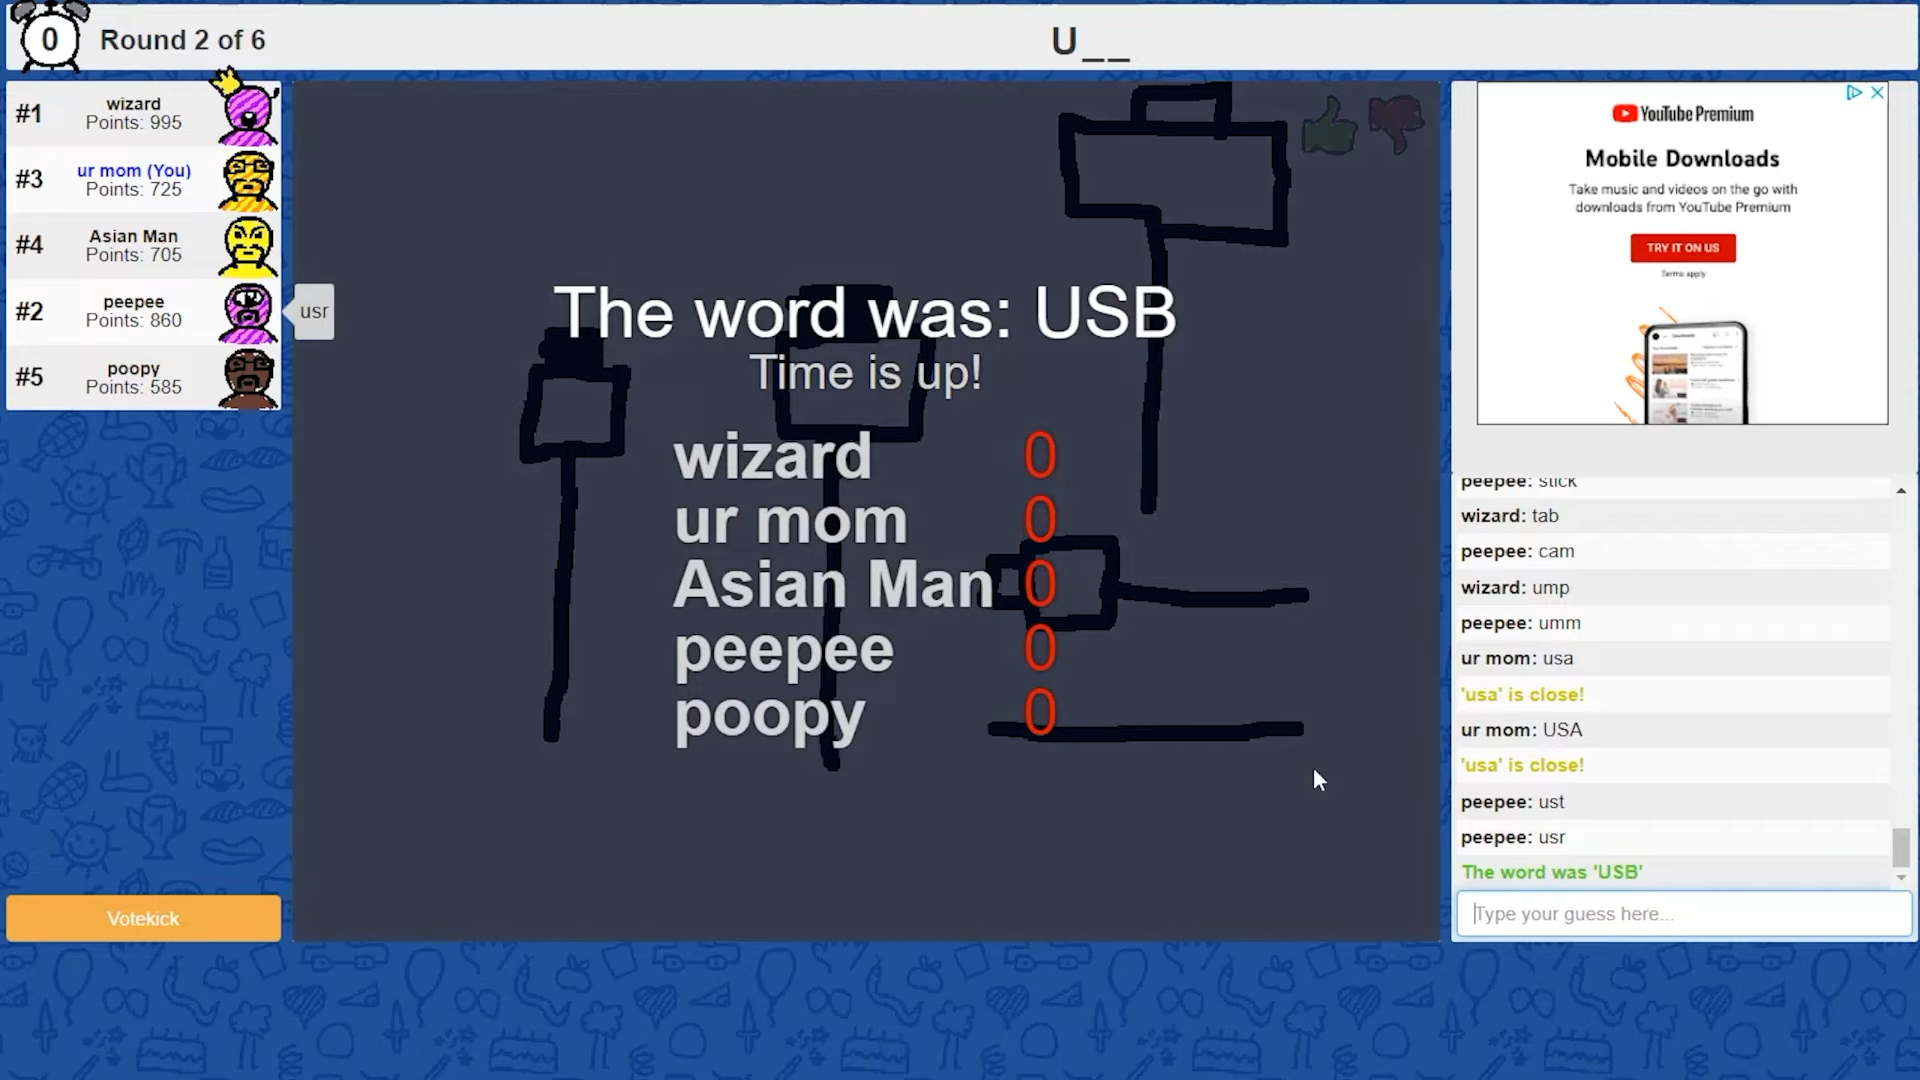 0
Round 2 of 6
U__
#1
wizard
Points: 995
#3
ur mom (You)
Points: 725
#4
Asian Man
Points: 705
#2
peepee
Points: 860
usr
#5
poopy
Points: 585
Votekick
The word was: USB
Time is up!
wizard 0
ur mom 0
Asian Man 0
peepee 0
poopy 0
YouTube Premium
Mobile Downloads
Take music and videos on the go with
downloads from YouTube Premium
TRY IT ON US
Terms apply
peepee: stick
wizard: tab
peepee: cam
wizard: ump
peepee: umm
ur mom: usa
'usa' is close!
ur mom: USA
'usa' is close!
peepee: ust
peepee: usr
The word was 'USB'
Type your guess here...